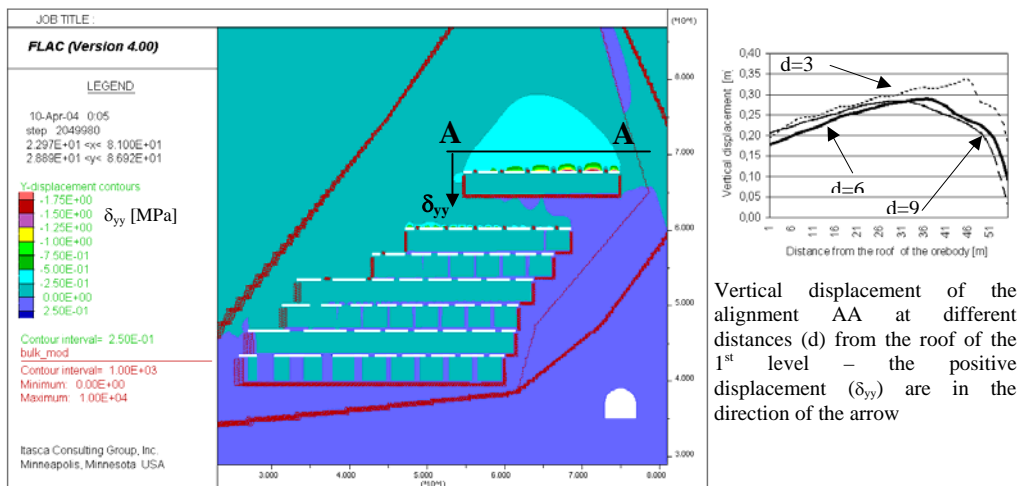 JOB TITLE :
FLAC (Version 4.00)
LEGEND
10-Apr-04 0:05
step 2049980
2.297E+01 <x< 8.100E+01
2.889E+01 <y< 8.692E+01
Y-displacement contours
-1.75E+00
-1.50E+00
-1.25E+00
-1.00E+00
-7.50E-01
-5.00E-01
-2.50E-01
0.00E+00
2.50E-01
δyy [MPa]
Contour interval= 2.50E-01
bulk_mod
Contour interval= 1.00E+03
Minimum: 0.00E+00
Maximum: 1.00E+04
Itasca Consulting Group, Inc.
Minneapolis, Minnesota USA
A A
δyy
(*10^1)
8.000
7.000
6.000
5.000
4.000
3.000
3.000 4.000 5.000 6.000 7.000 8.000
(*10^1)
Vertical displacement [m
0,40
0,35
0,30
0,25
0,20
0,15
0,10
0,05
0,00
d=3
d=6
d=9
1 6 11 16 21 26 31 36 41 46 51
Distance from the roof of the orebody [m]
Vertical displacement of the
alignment AA at different
distances (d) from the roof of the
1st level – the positive
displacement (δyy) are in the
direction of the arrow